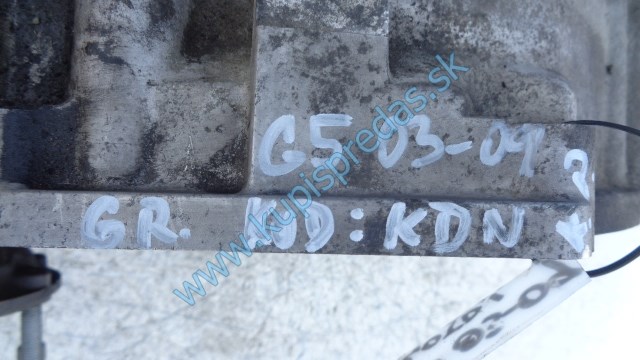 G5 03-09
GR. KOD: KDN
www.kupispredas.sk